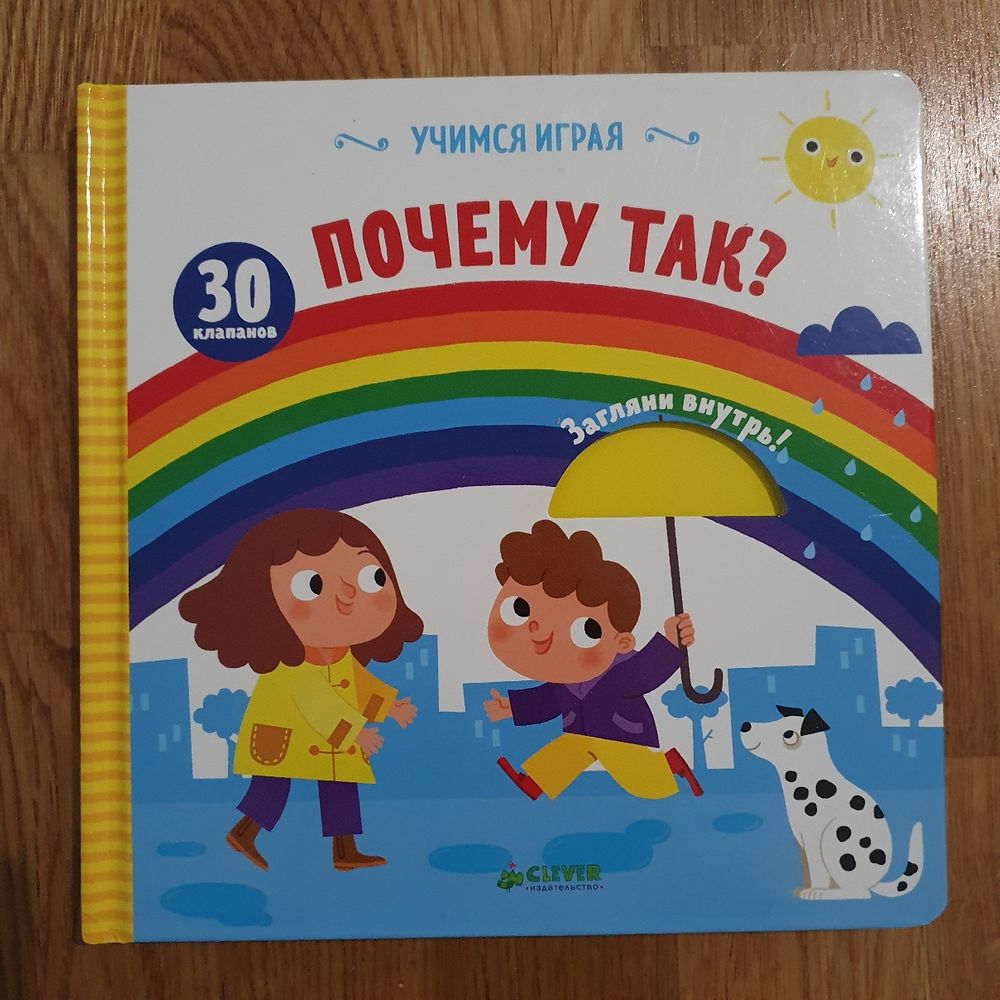 УЧИМСЯ ИГРАЯ
ПОЧЕМУ ТАК?
30
клапанов
Загляни внутрь!
CLEVER
•ИЗДАТЕЛЬСТВО•